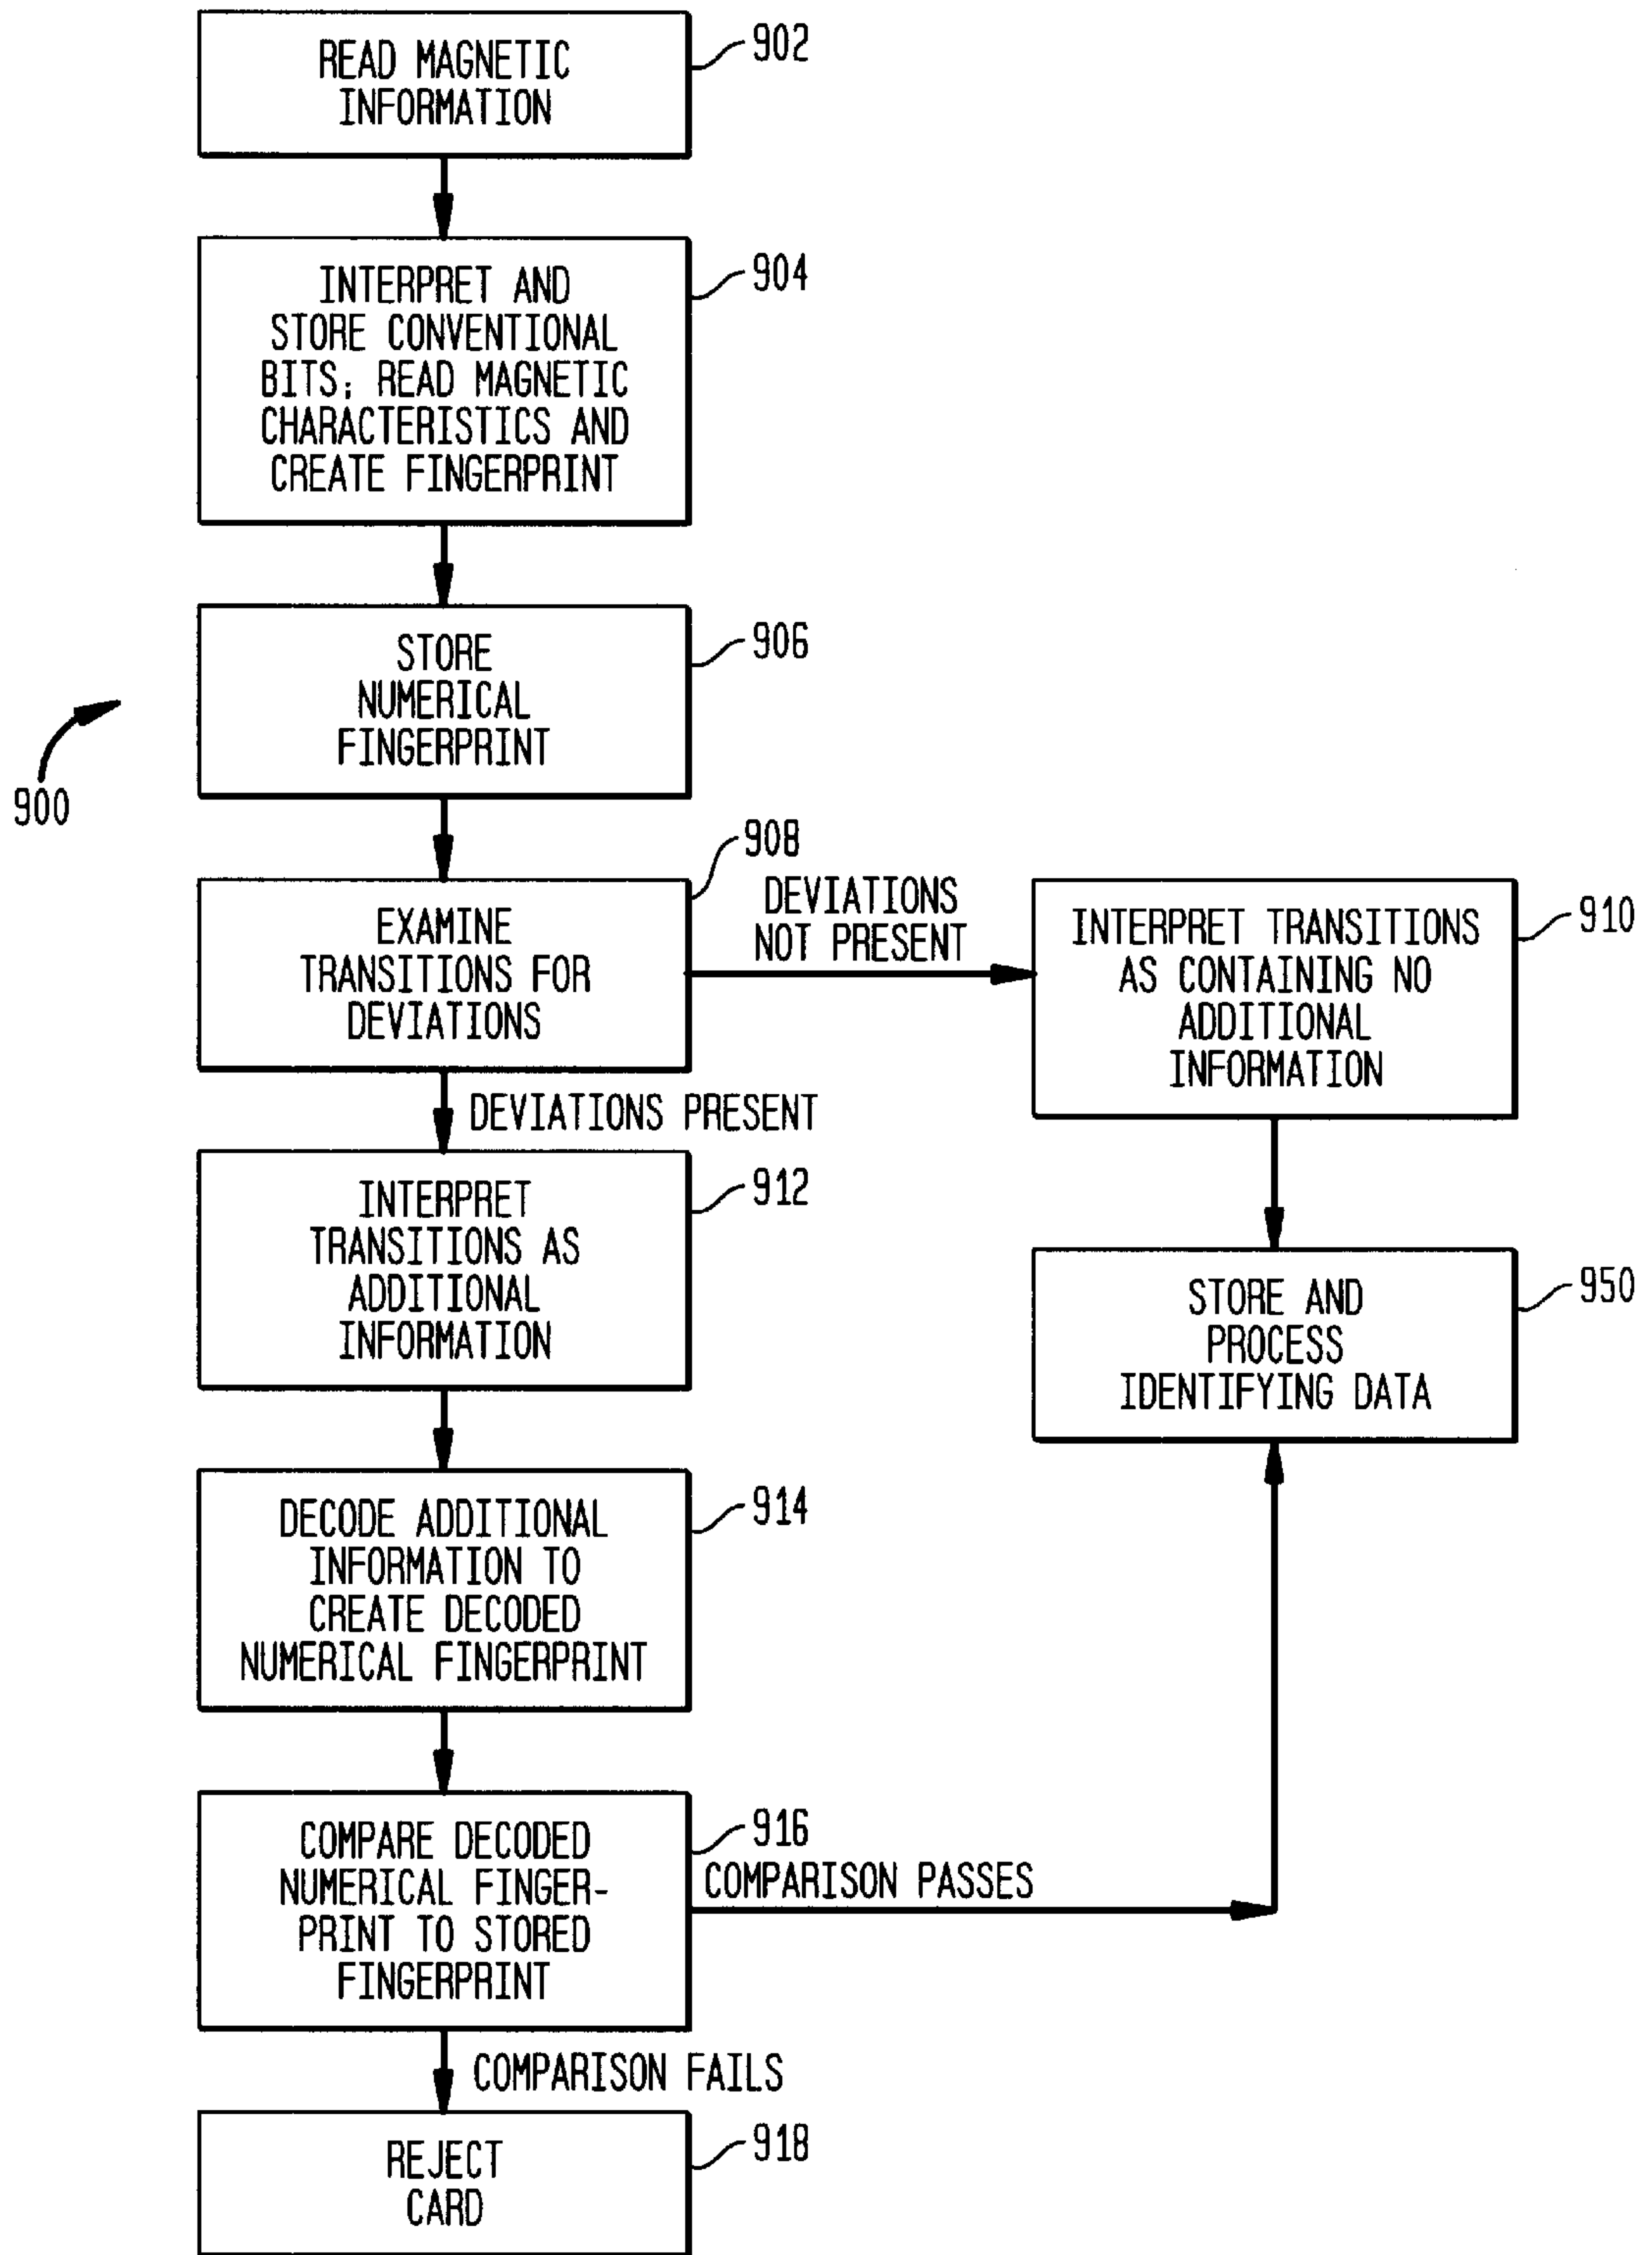 READ MAGNETIC
INFORMATION
902
INTERPRET AND
STORE CONVENTIONAL
BITS; READ MAGNETIC
CHARACTERISTICS AND
CREATE FINGERPRINT
904
STORE
NUMERICAL
FINGERPRINT
906
900
EXAMINE
TRANSITIONS FOR
DEVIATIONS
908
DEVIATIONS
NOT PRESENT
INTERPRET TRANSITIONS
AS CONTAINING NO
ADDITIONAL
INFORMATION
910
DEVIATIONS PRESENT
INTERPRET
TRANSITIONS AS
ADDITIONAL
INFORMATION
912
STORE AND
PROCESS
IDENTIFYING DATA
950
DECODE ADDITIONAL
INFORMATION TO
CREATE DECODED
NUMERICAL FINGERPRINT
914
COMPARE DECODED
NUMERICAL FINGER-
PRINT TO STORED
FINGERPRINT
916
COMPARISON PASSES
COMPARISON FAILS
REJECT
CARD
918